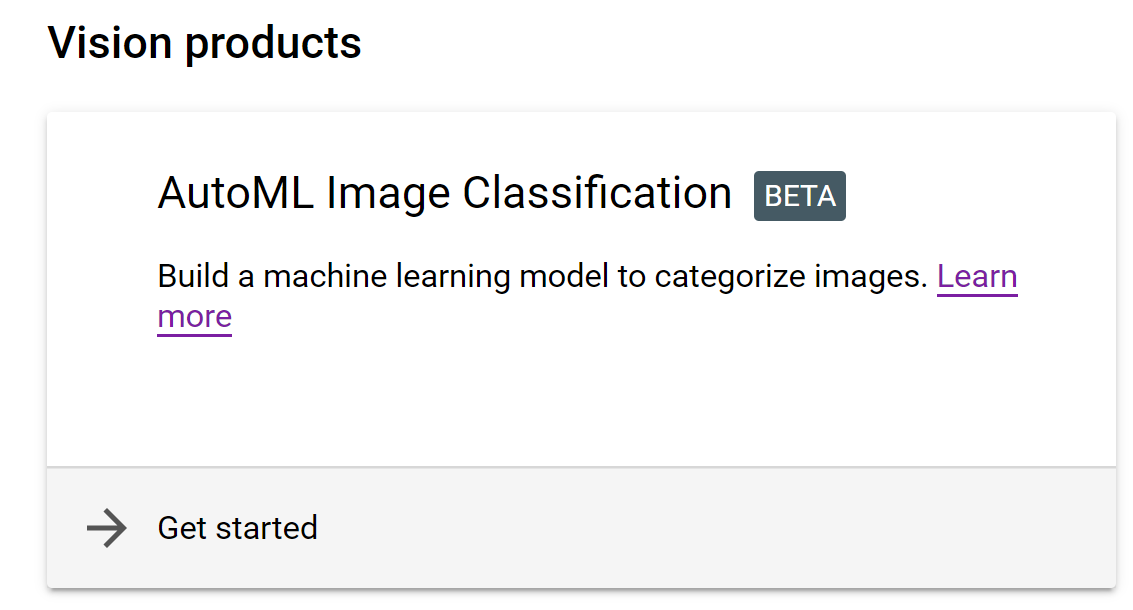 Vision products
AutoML Image Classification BETA
Build a machine learning model to categorize images. Learn
more
Get started